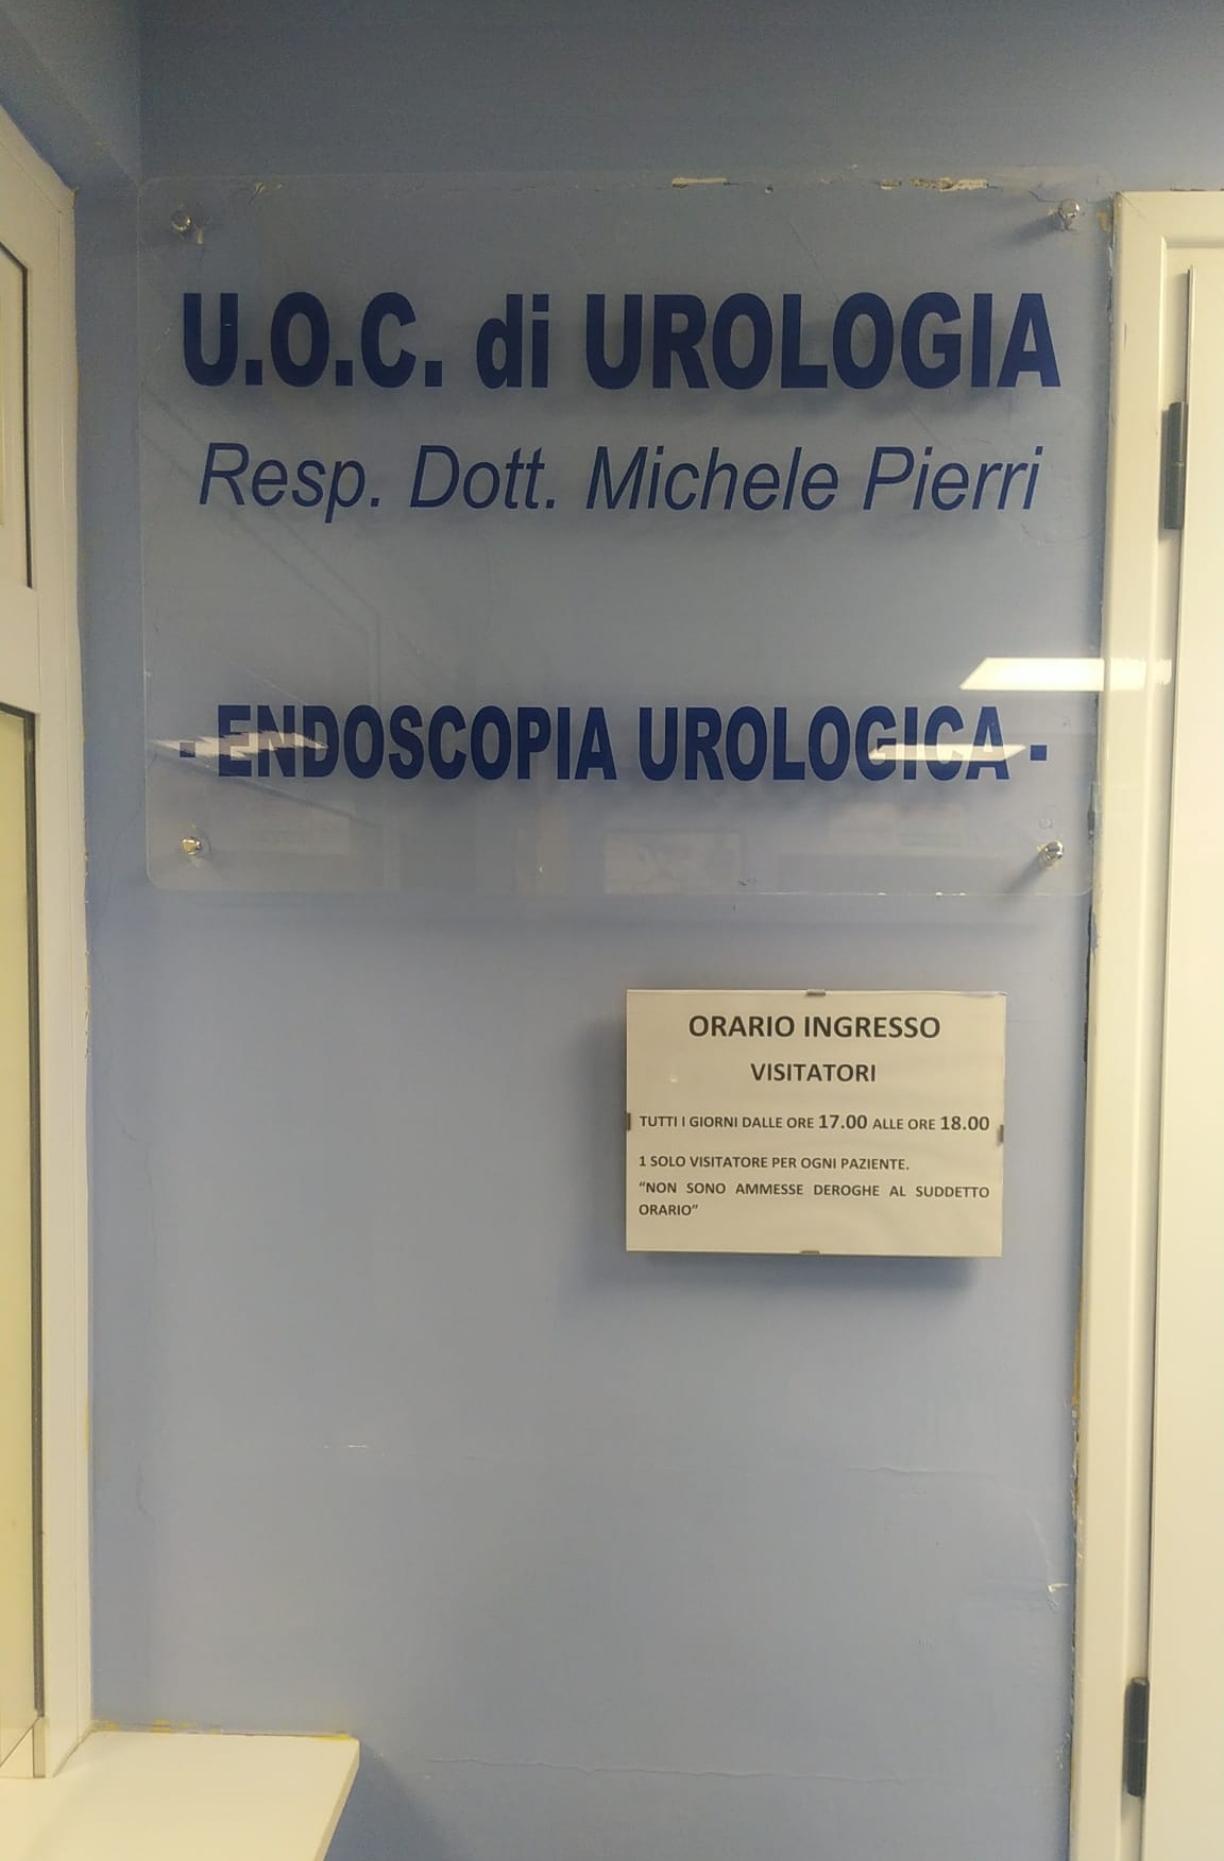 U.O.C. di UROLOGIA
Resp. Dott. Michele Pierri
- ENDOSCOPIA UROLOGICA -
ORARIO INGRESSO
VISITATORI
TUTTI I GIORNI DALLE ORE 17.00 ALLE ORE 18.00
1 SOLO VISITATORE PER OGNI PAZIENTE.
"NON SONO AMMESSE DEROGHE AL SUDDETTO
ORARIO"